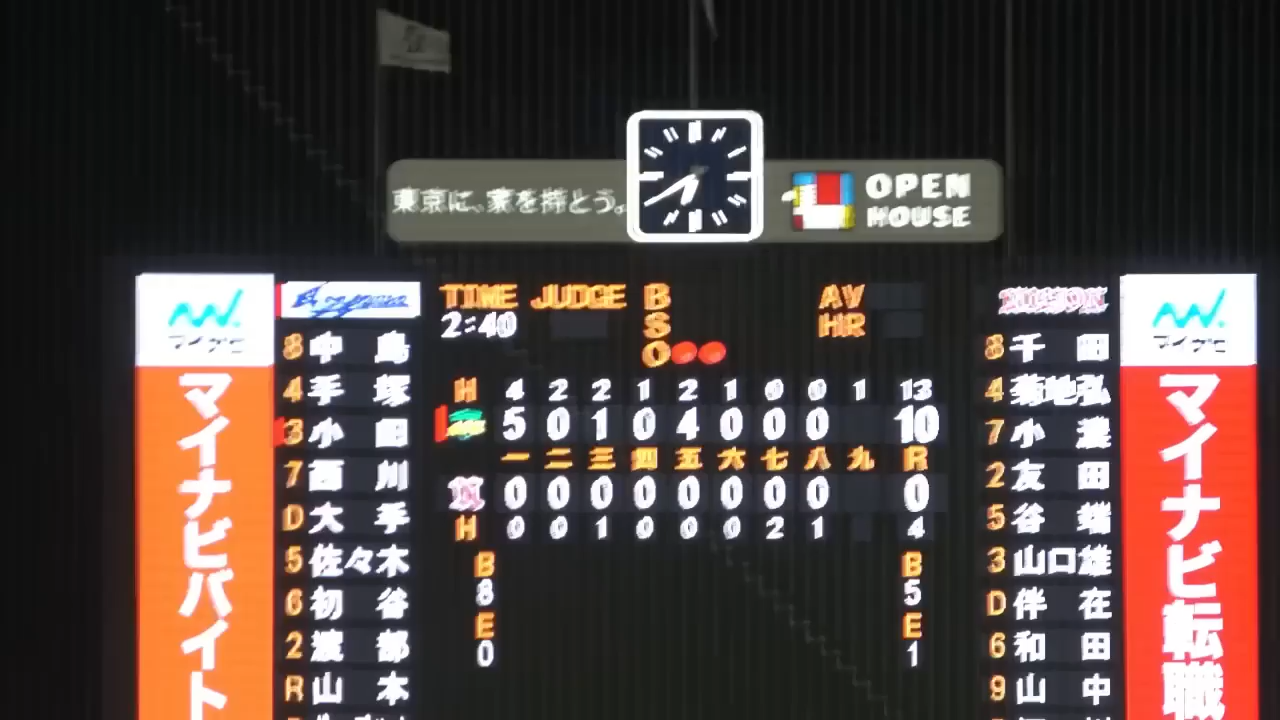 東京に、家を持とう。
OPEN
HOUSE
マイナビ
マイナビバイト
8 中島
4 手塚
3 小田
7 西川
D 大手
5 佐々木
6 初谷
2 渡部
R 山本
TIME JUDGE B AV
2:40 S HR
O
H 4 2 2 1 2 1 0 0 1 13
5 0 1 0 4 0 0 0 10
一 二 三 四 五 六 七 八 九 R
N 0 0 0 0 0 0 0 0 0
H 0 0 1 0 0 0 2 1 4
B B
8 5
E E
0 1
8 千田
4 菊地弘
7 小濃
2 友田
5 谷端
3 山口雄
D 伴在
6 和田
9 山中
マイナビ
マイナビ転職